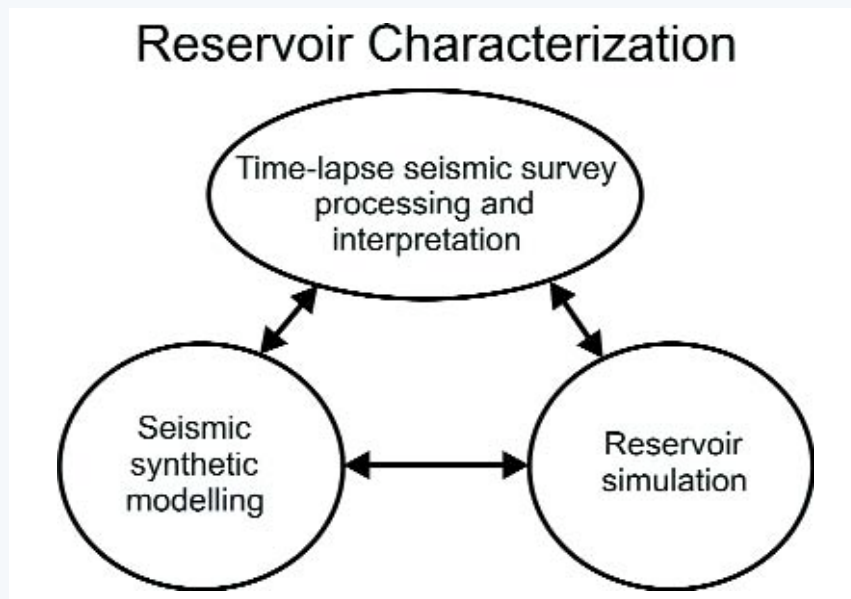 Reservoir Characterization
Time-lapse seismic survey
processing and
interpretation
Seismic
synthetic
modelling
Reservoir
simulation